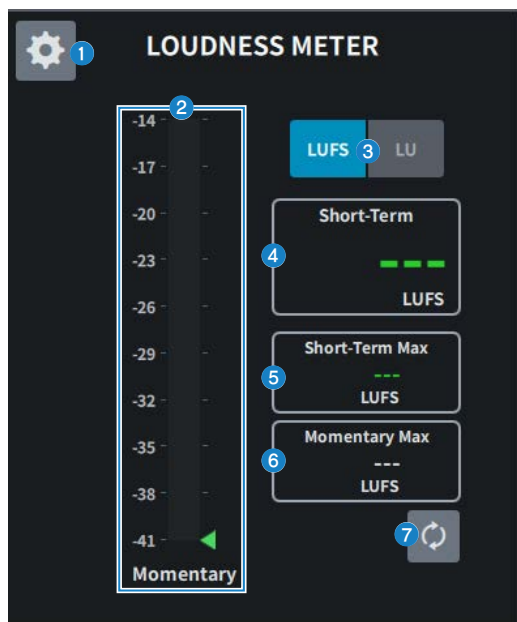 1
LOUDNESS METER
2
-14
-17
-20
-23
-26
-29
-32
-35
-38
-41
Momentary
LUFS 3 LU
Short-Term
4
---
LUFS
Short-Term Max
5
---
LUFS
Momentary Max
6
---
LUFS
7